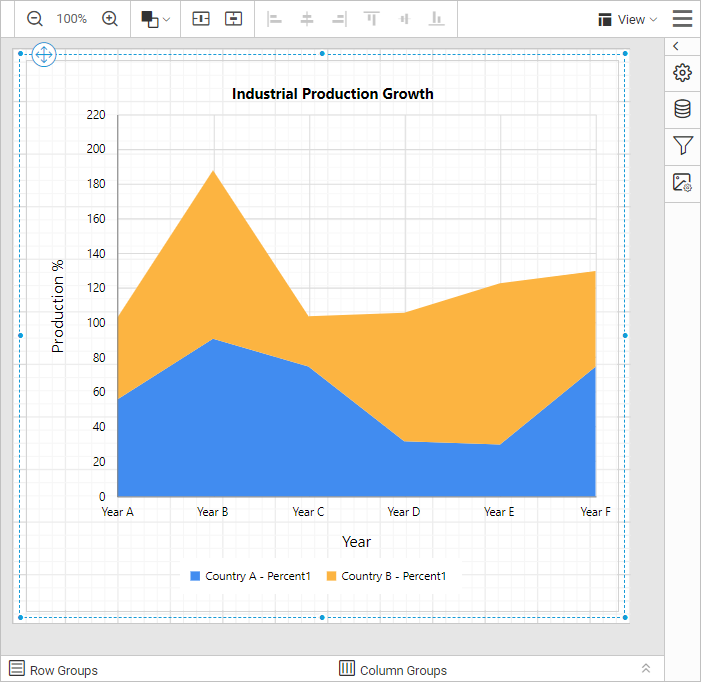 100%
View
Industrial Production Growth
220
200
180
160
140
120
100
80
60
40
20
0
Production %
Year A Year B Year C Year D Year E Year F
Year
Country A - Percent1 Country B - Percent1
Row Groups Column Groups